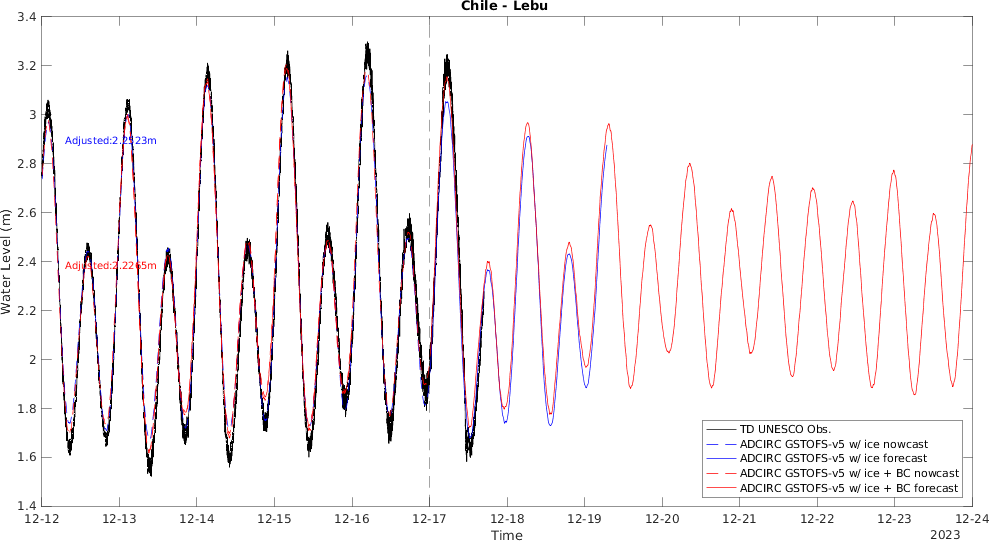 Chile - Lebu
3.4
3.2
3
2.8
2.6
2.4
2.2
2
1.8
1.6
1.4
Water Level (m)
Adjusted:2.2523m
Adjusted:2.2265m
TD UNESCO Obs.
ADCIRC GSTOFS-v5 w/ ice nowcast
ADCIRC GSTOFS-v5 w/ ice forecast
ADCIRC GSTOFS-v5 w/ ice + BC nowcast
ADCIRC GSTOFS-v5 w/ ice + BC forecast
12-12 12-13 12-14 12-15 12-16 12-17 12-18 12-19 12-20 12-21 12-22 12-23 12-24
Time
2023